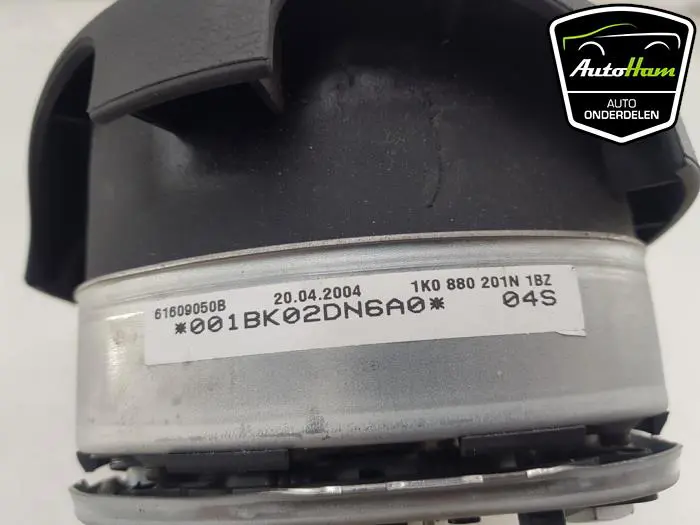 AutoHam
AUTO
ONDERDELEN
61609050B 20.04.2004 1K0 880 201N 1BZ
*001BK02DN6A0* 04S